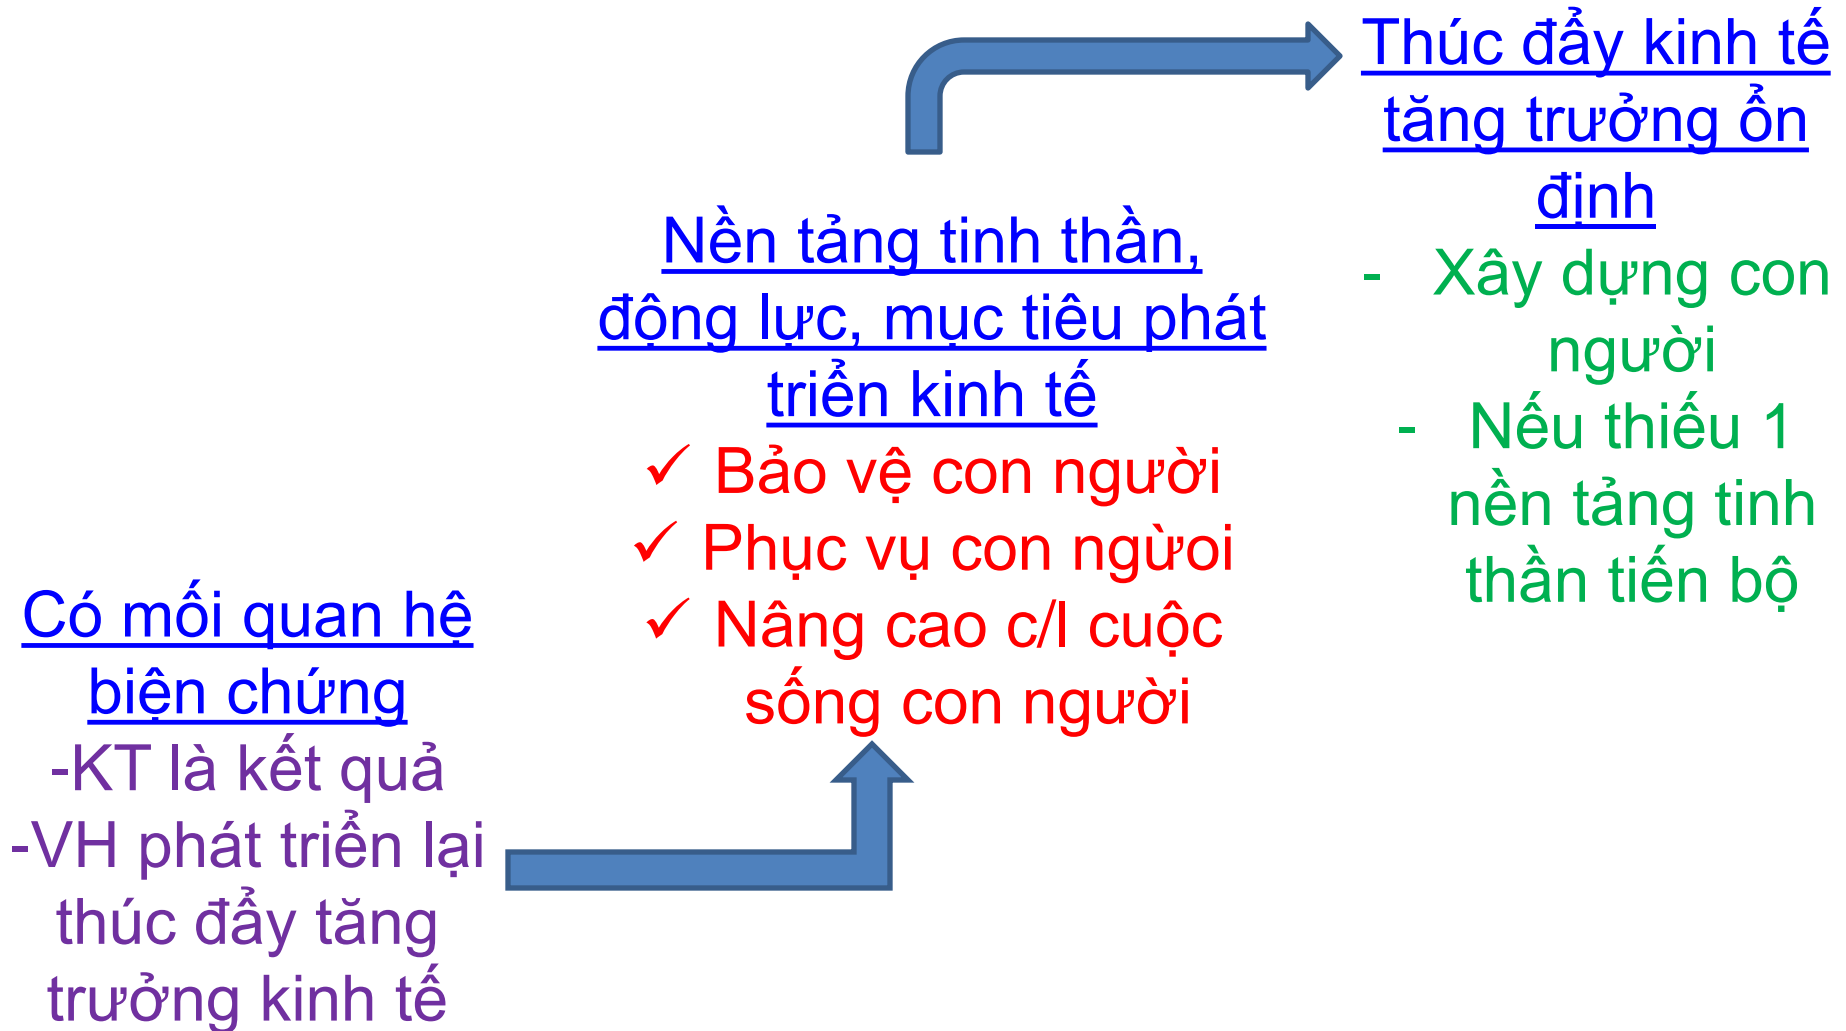 Có mối quan hệ
biện chứng
-KT là kết quả
-VH phát triển lại
thúc đẩy tăng
trưởng kinh tế
Nền tảng tinh thần,
động lực, mục tiêu phát
triển kinh tế
✓ Bảo vệ con người
✓ Phục vụ con ngừoi
✓ Nâng cao c/l cuộc
sống con người
Thúc đẩy kinh tế
tăng trưởng ổn
định
- Xây dựng con
người
- Nếu thiếu 1
nền tảng tinh
thần tiến bộ